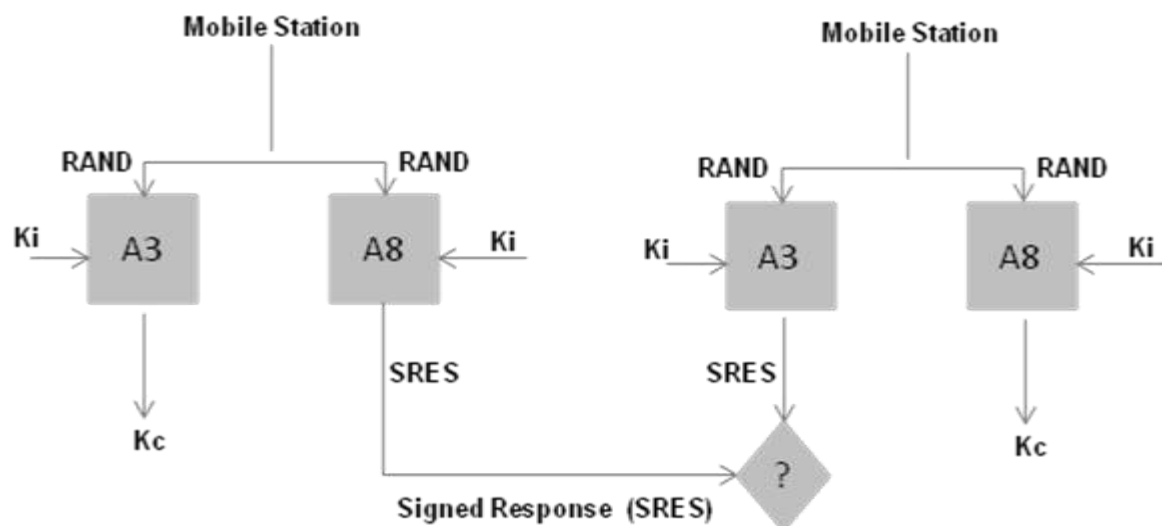 Mobile Station
Mobile Station
RAND
RAND
RAND
RAND
Ki
A3
A8
Ki
Ki
A3
A8
Ki
SRES
SRES
Kc
Kc
?
Signed Response (SRES)